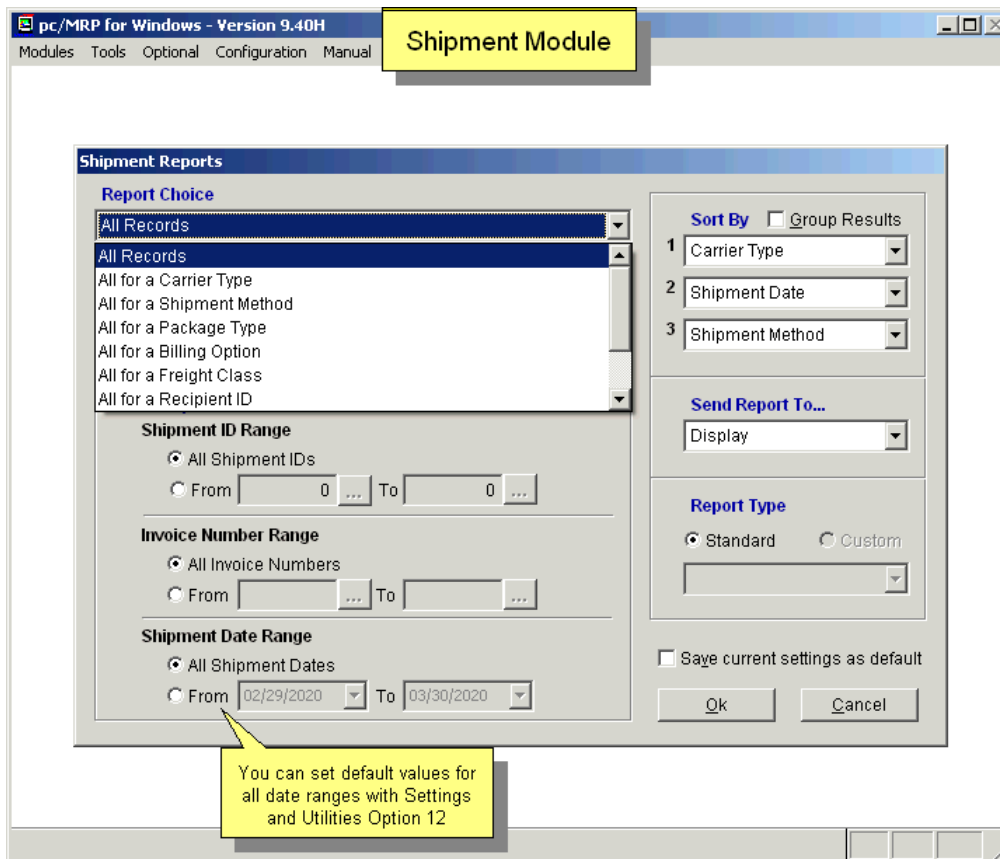 pc/MRP for Windows - Version 9.40H
Modules Tools Optional Configuration Manual
Shipment Module
Shipment Reports
Report Choice
All Records
All Records
All for a Carrier Type
All for a Shipment Method
All for a Package Type
All for a Billing Option
All for a Freight Class
All for a Recipient ID
Shipment ID Range
All Shipment IDs
From 0 ... To 0 ...
Invoice Number Range
All Invoice Numbers
From ... To ...
Shipment Date Range
All Shipment Dates
From 02/29/2020 To 03/30/2020
Sort By Group Results
1 Carrier Type
2 Shipment Date
3 Shipment Method
Send Report To...
Display
Report Type
Standard Custom
Save current settings as default
Ok Cancel
You can set default values for
all date ranges with Settings
and Utilities Option 12